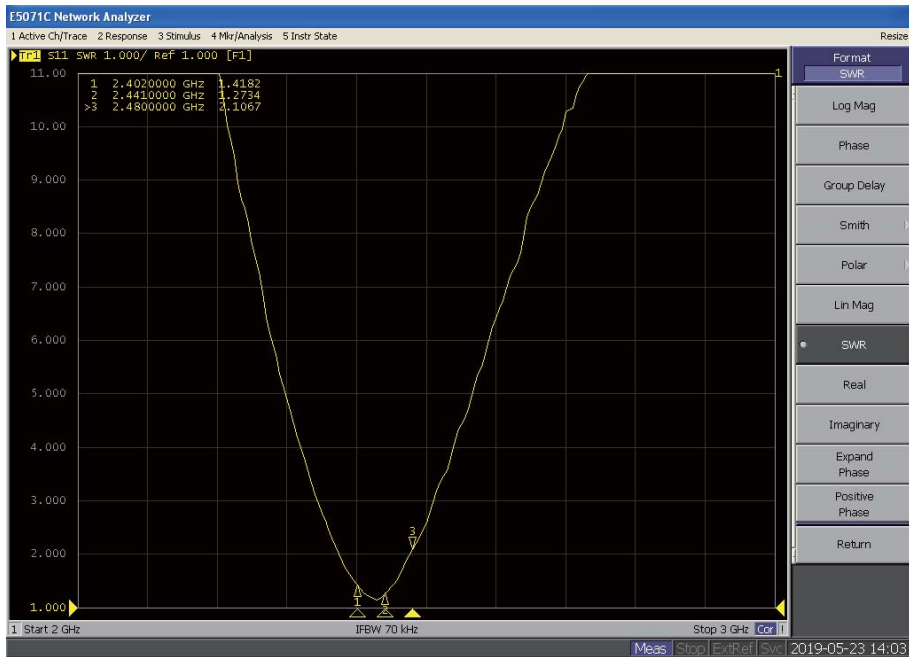 E5071C Network Analyzer
1 Active Ch/Trace 2 Response 3 Stimulus 4 Mkr/Analysis 5 Instr State Resize
Tr1 S11 SWR 1.000/ Ref 1.000 [F1]
Format
SWR
11.00
1
1 2.4020000 GHz 1.4182
2 2.4410000 GHz 1.2734
>3 2.4800000 GHz 2.1067
Log Mag
10.00
Phase
9.000
Group Delay
8.000
Smith
7.000
Polar
Lin Mag
6.000
SWR
5.000
Real
4.000
Imaginary
Expand
Phase
3.000
Positive
Phase
3
2.000
Return
1
2
1.000
1 Start 2 GHz IFBW 70 kHz Stop 3 GHz Cor !
Meas Stop ExtRef Svc 2019-05-23 14:03